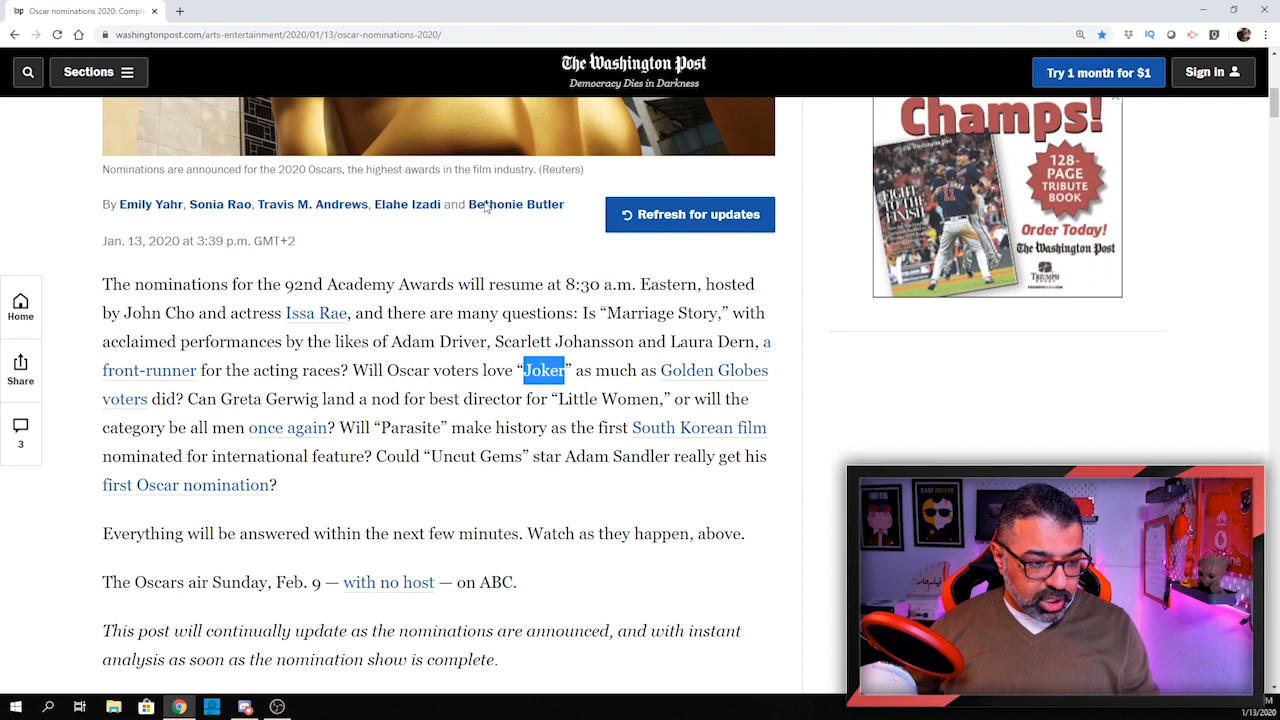 Oscar nominations 2020: Comple
washingtonpost.com/arts-entertainment/2020/01/13/oscar-nominations-2020/
Sections
The Washington Post
Democracy Dies in Darkness
Try 1 month for $1
Sign in
Champs!
FIGHT TO THE FINISH
128-
PAGE
TRIBUTE
BOOK
Order Today!
The Washington Post
TRIUMPH
BOOKS
Nominations are announced for the 2020 Oscars, the highest awards in the film industry. (Reuters)
By Emily Yahr, Sonia Rao, Travis M. Andrews, Elahe Izadi and Bethonie Butler
Refresh for updates
Jan. 13, 2020 at 3:39 p.m. GMT+2
Home
Share
3
The nominations for the 92nd Academy Awards will resume at 8:30 a.m. Eastern, hosted
by John Cho and actress Issa Rae, and there are many questions: Is “Marriage Story,” with
acclaimed performances by the likes of Adam Driver, Scarlett Johansson and Laura Dern, a
front-runner for the acting races? Will Oscar voters love “Joker” as much as Golden Globes
voters did? Can Greta Gerwig land a nod for best director for “Little Women,” or will the
category be all men once again? Will “Parasite” make history as the first South Korean film
nominated for international feature? Could “Uncut Gems” star Adam Sandler really get his
first Oscar nomination?
Everything will be answered within the next few minutes. Watch as they happen, above.
The Oscars air Sunday, Feb. 9 — with no host — on ABC.
This post will continually update as the nominations are announced, and with instant
analysis as soon as the nomination show is complete.
FIGHT CLUB
TAXI DRIVER
1/13/2020